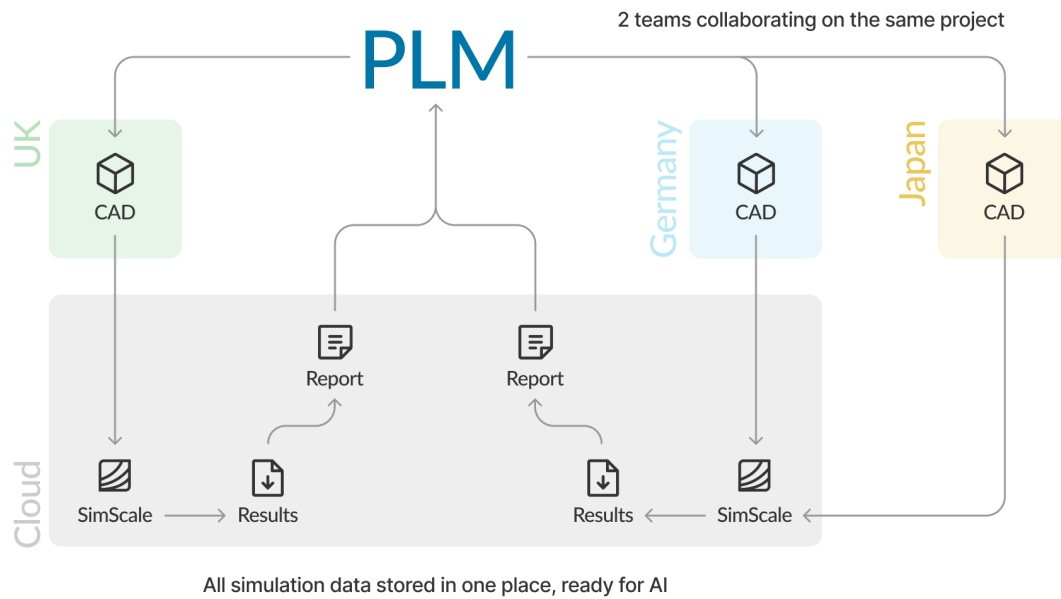 2 teams collaborating on the same project
PLM
UK
CAD
Germany
CAD
Japan
CAD
Report
Report
Cloud
SimScale
Results
Results
SimScale
All simulation data stored in one place, ready for AI